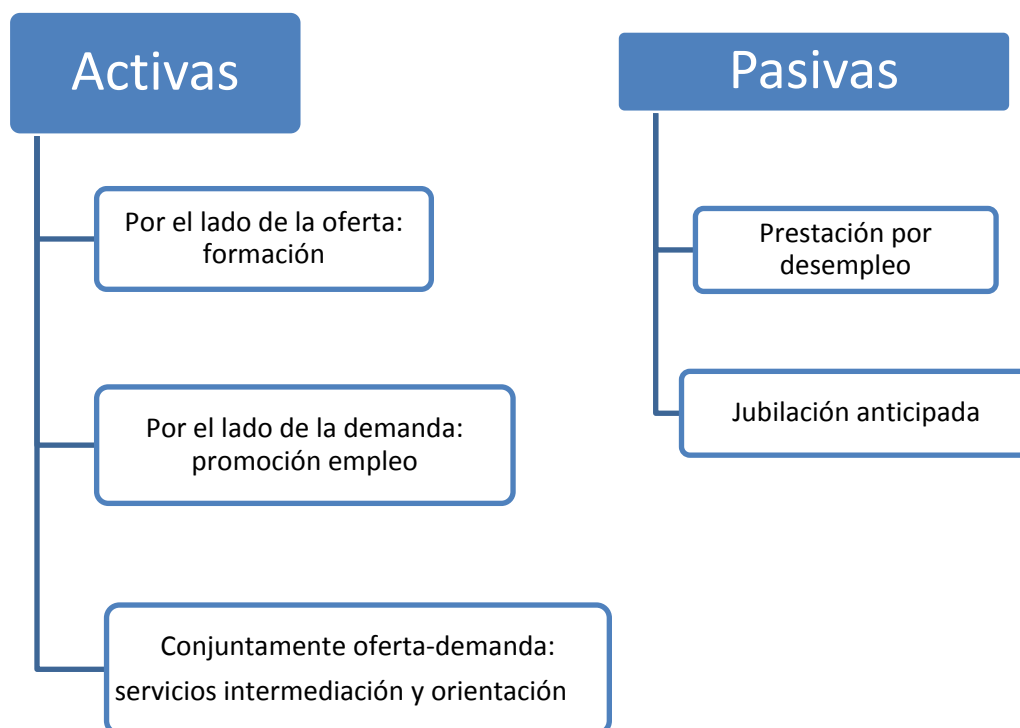 Activas
Por el lado de la oferta:
formación
Por el lado de la demanda:
promoción empleo
Conjuntamente oferta-demanda:
servicios intermediación y orientación
Pasivas
Prestación por
desempleo
Jubilación anticipada